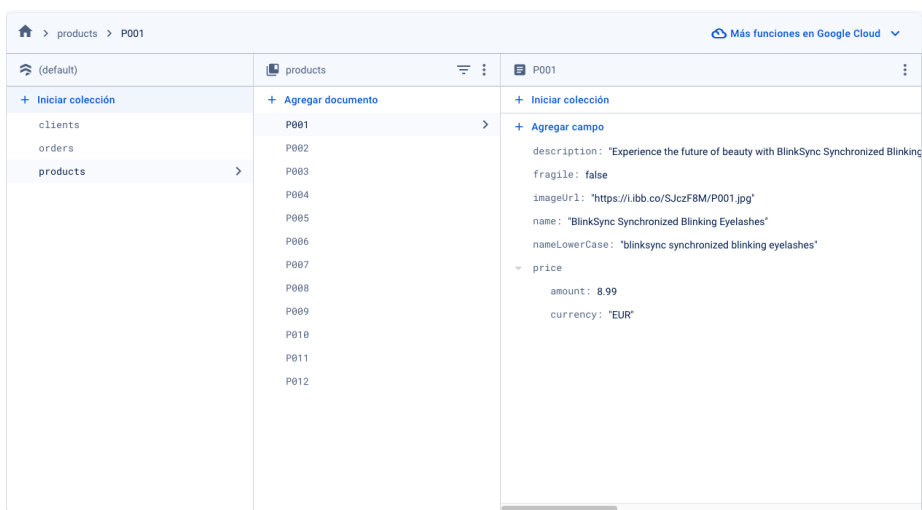 products > P001
Más funciones en Google Cloud
(default)
products
P001
+ Iniciar colección
+ Agregar documento
+ Iniciar colección
clients
orders
products
P001
P002
P003
P004
P005
P006
P007
P008
P009
P010
P011
P012
+ Agregar campo
description: "Experience the future of beauty with BlinkSync Synchronized Blinking
fragile: false
imageUrl: "https://i.ibb.co/SJczF8M/P001.jpg"
name: "BlinkSync Synchronized Blinking Eyelashes"
nameLowerCase: "blinksync synchronized blinking eyelashes"
price
amount: 8.99
currency: "EUR"